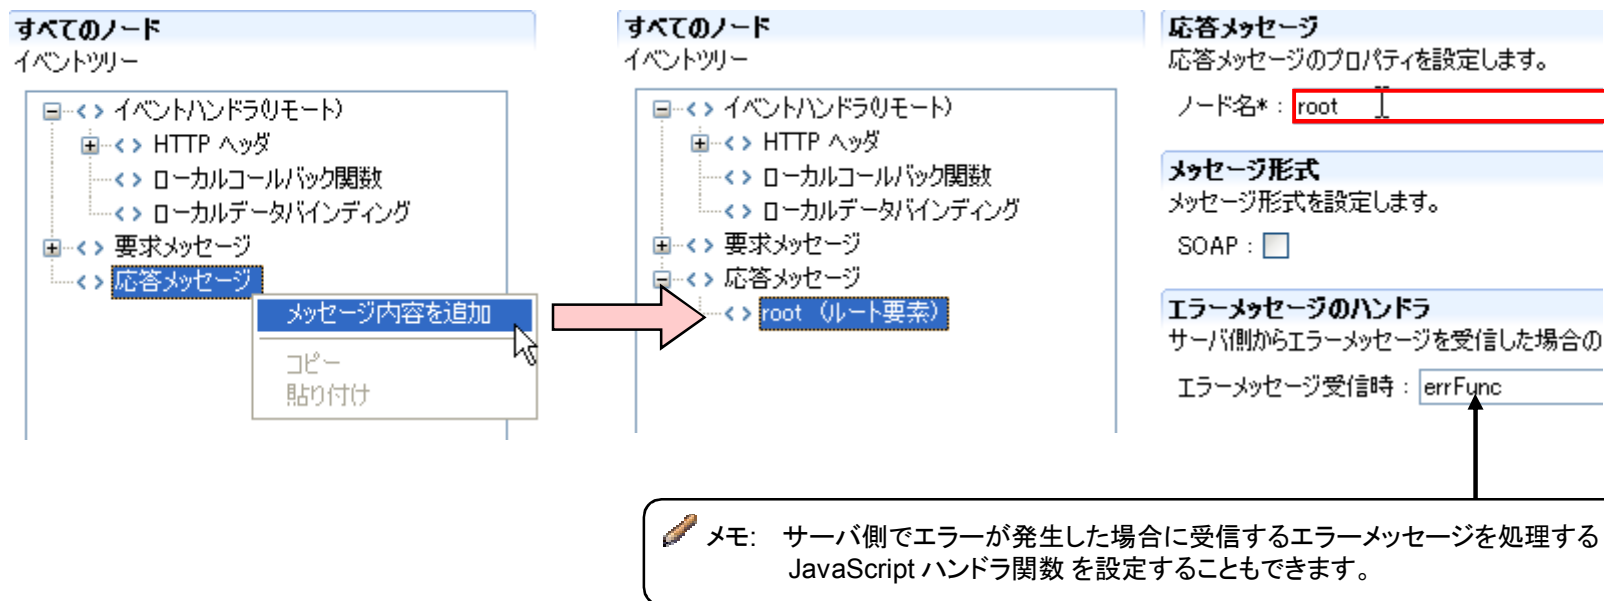 すべてのノード
イベントツリー
イベントハンドラ(リモート)
HTTP ヘッダ
ローカルコールバック関数
ローカルデータバインディング
要求メッセージ
応答メッセージ
メッセージ内容を追加
コピー
貼り付け
すべてのノード
イベントツリー
イベントハンドラ(リモート)
HTTP ヘッダ
ローカルコールバック関数
ローカルデータバインディング
要求メッセージ
応答メッセージ
root (ルート要素)
応答メッセージ
応答メッセージのプロパティを設定します。
ノード名* : root
メッセージ形式
メッセージ形式を設定します。
SOAP :
エラーメッセージのハンドラ
サーバ側からエラーメッセージを受信した場合の
エラーメッセージ受信時 : errFunc
メモ: サーバ側でエラーが発生した場合に受信するエラーメッセージを処理する
JavaScript ハンドラ関数 を設定することもできます。